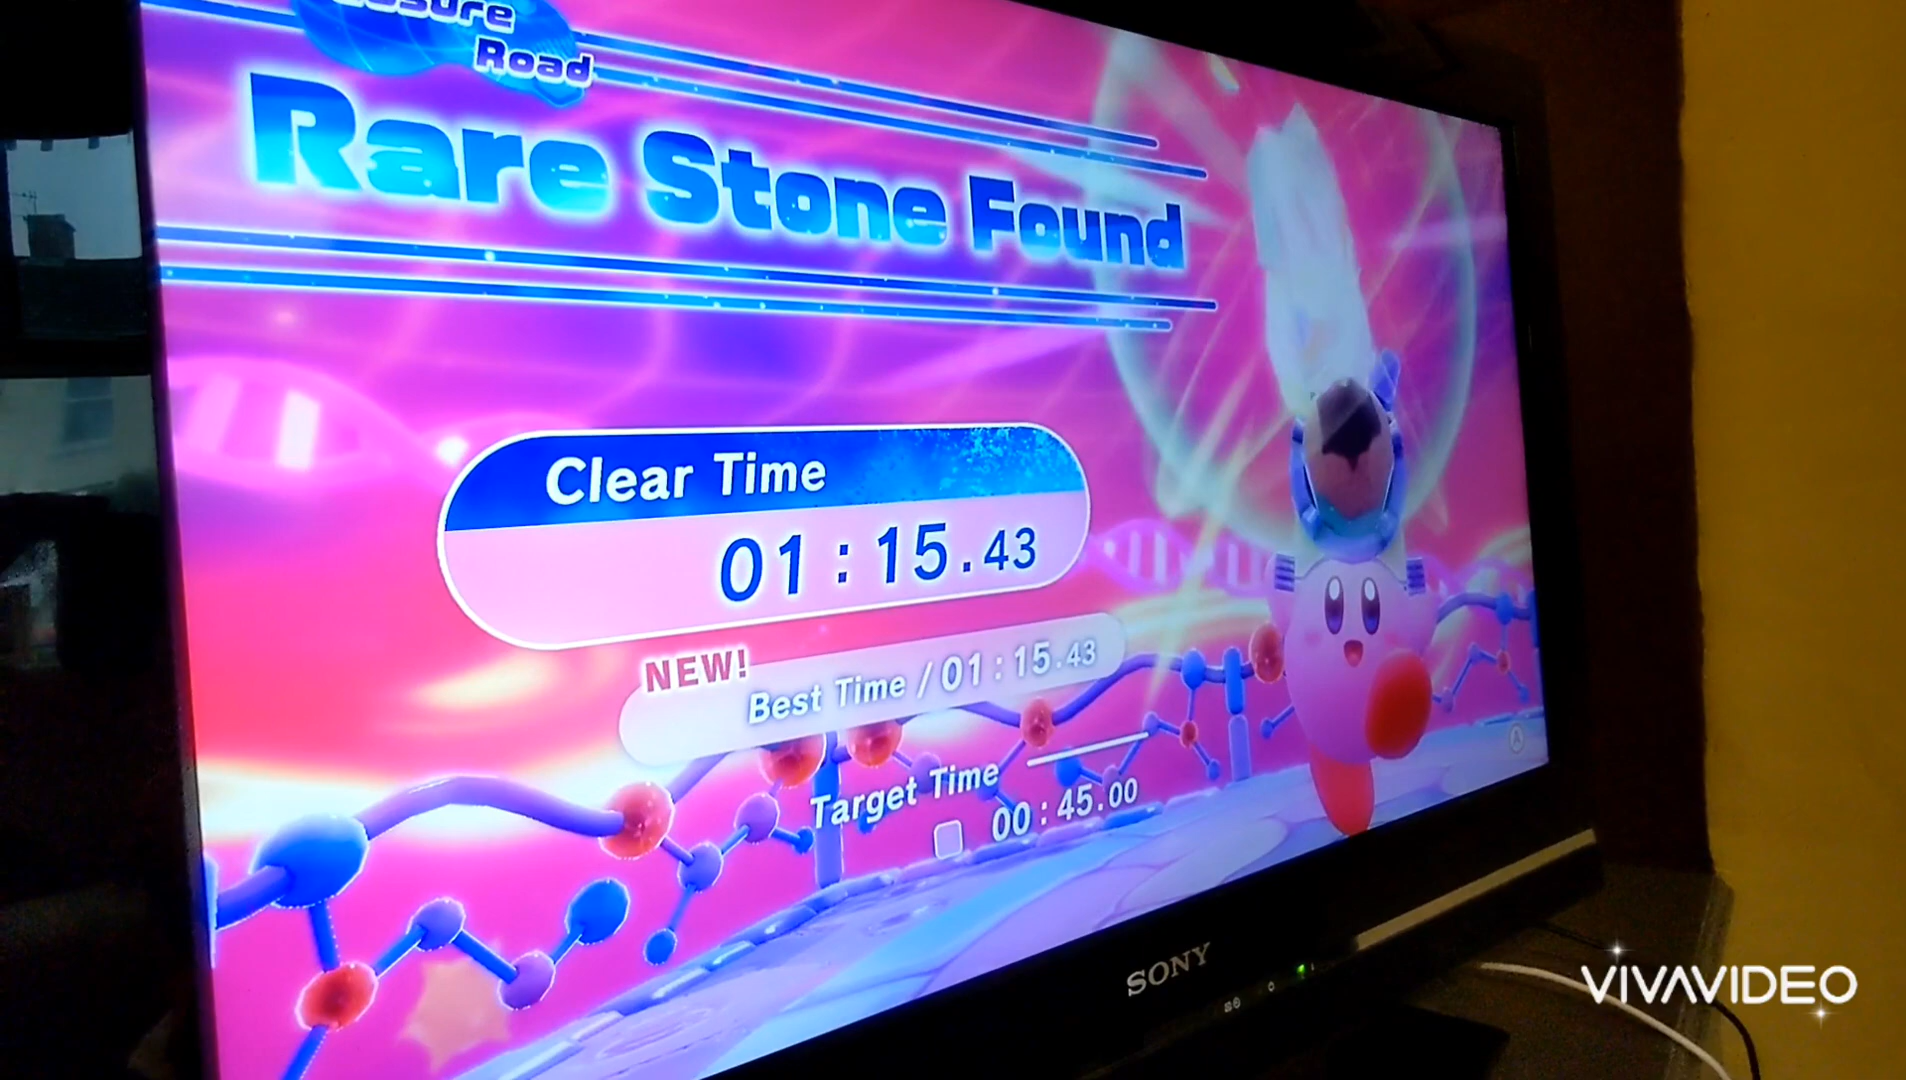 Road
Rare Stone Found
Clear Time
01:15.43
NEW!
Best Time / 01:15.43
Target Time
00:45.00
A
SONY
VIVAVIDEO